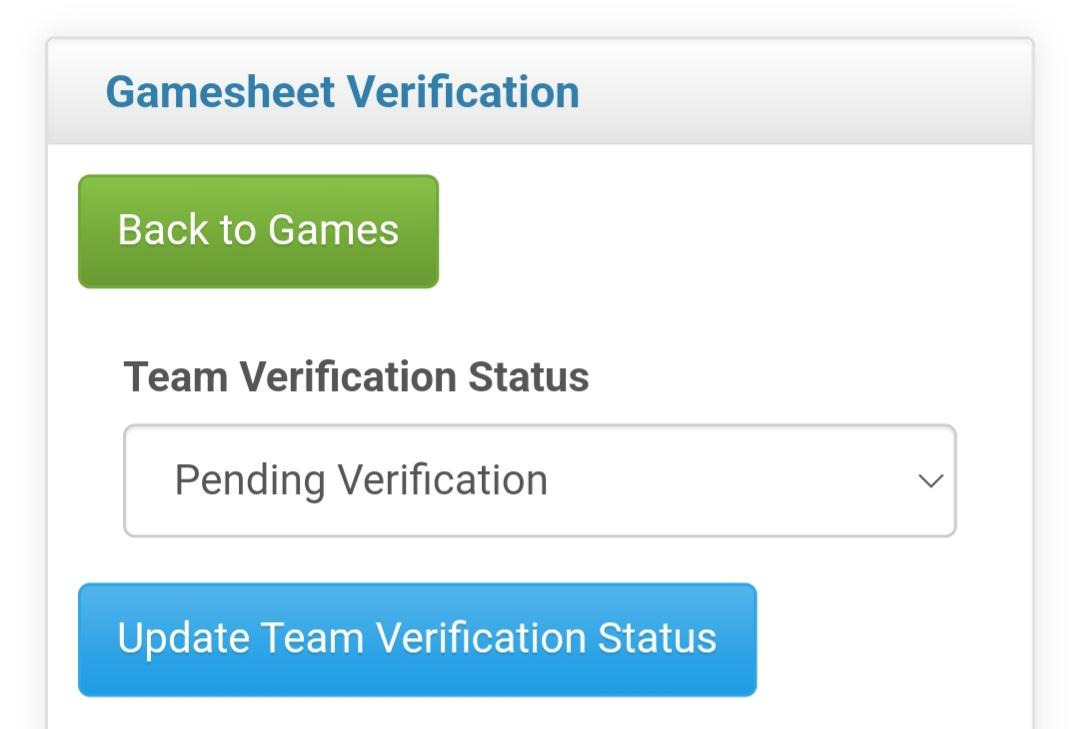 Gamesheet Verification
Back to Games
Team Verification Status
Pending Verification
Update Team Verification Status